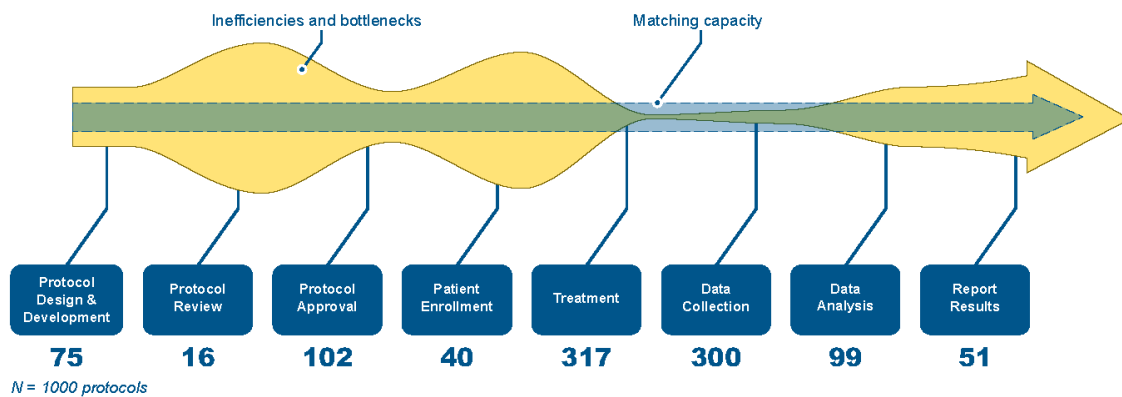 Inefficiencies and bottlenecks
Matching capacity
Protocol
Design &
Development
Protocol
Review
Protocol
Approval
Patient
Enrollment
Treatment
Data
Collection
Data
Analysis
Report
Results
75
16
102
40
317
300
99
51
N = 1000 protocols